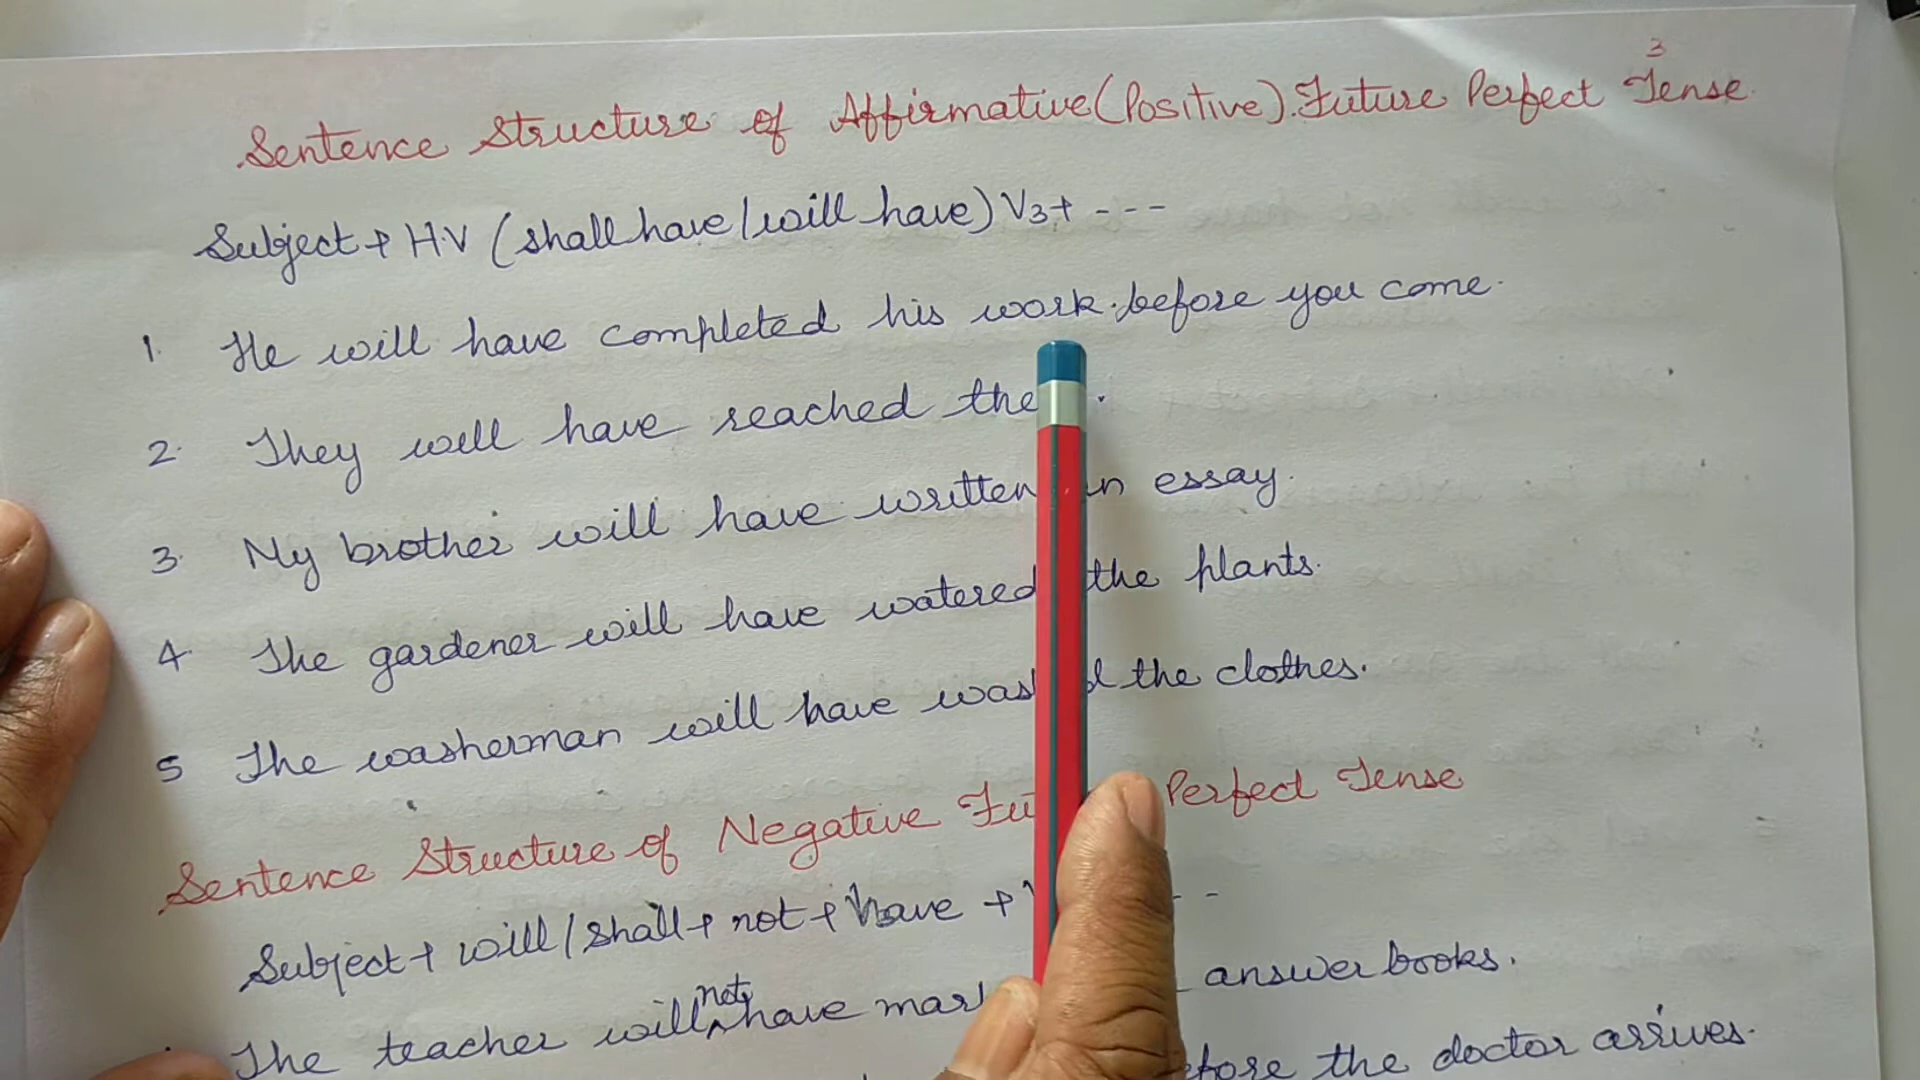 3
Sentence Structure of Affirmative (Positive). Future Perfect Tense.
Subject + H.V (shall have / will have) V3 + ---
1. He will have completed his work before you come.
2. They will have reached .
3. My brother will have written essay.
4. The gardener will have watered the plants.
5 The washerman will have the clothes.
Sentence Structure of Negative Perfect Tense
Subject + will / shall + not + have + - -
The teacher will not have answer books.
the doctor arrives.